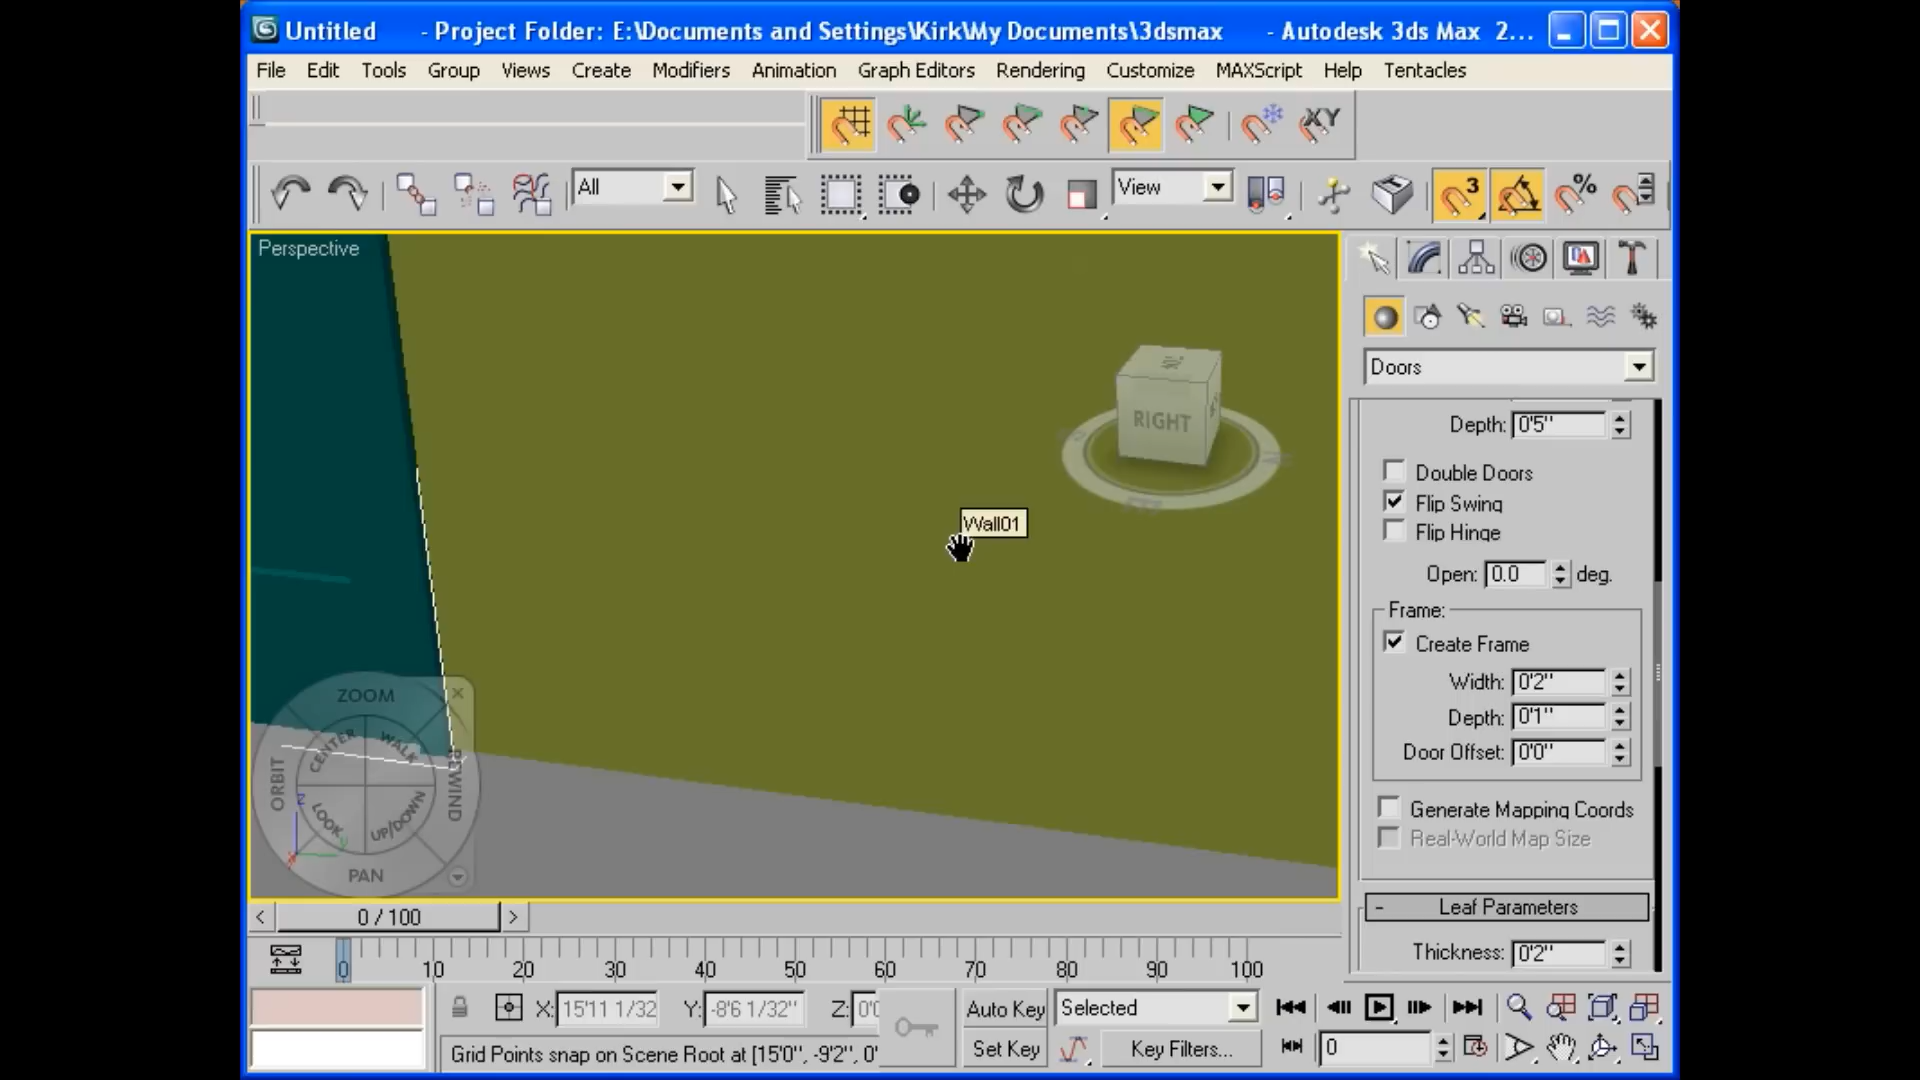 Untitled - Project Folder: E:\Documents and Settings\Kirk\My Documents\3dsmax - Autodesk 3ds Max 2...
File Edit Tools Group Views Create Modifiers Animation Graph Editors Rendering Customize MAXScript Help Tentacles
XY
All View 3 %
Perspective
RIGHT
Wall01
ZOOM
CENTER WALK
ORBIT REWIND
LOOK UP/DOWN
PAN
z
y
x
Doors
Depth: 0'5"
Double Doors
Flip Swing
Flip Hinge
Open: 0.0 deg.
Frame:
Create Frame
Width: 0'2"
Depth: 0'1"
Door Offset: 0'0"
Generate Mapping Coords
Real-World Map Size
- Leaf Parameters
Thickness: 0'2"
< 0 / 100 >
0 10 20 30 40 50 60 70 80 90 100
X: 15'11 1/32 Y: -8'6 1/32" Z: 0'0
Auto Key Selected
Grid Points snap on Scene Root at [15'0", -9'2", 0'
Set Key Key Filters... 0